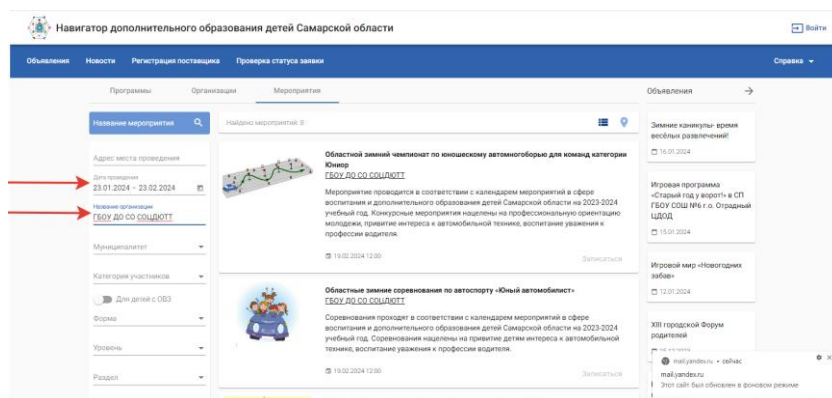 Навигатор дополнительного образования детей Самарской области
Войти
Объявления Новости Регистрация поставщика Проверка статуса заявки Справка
Программы Организации Мероприятия Объявления
Название мероприятия
Найдено мероприятий: 8
Адрес места проведения
Дата проведения
23.01.2024 – 23.02.2024
Название организации
ГБОУ ДО СО СОЦДЮТТ
Муниципалитет
Категория участников
Для детей с ОВЗ
Форма
Уровень
Раздел
Областной зимний чемпионат по юношескому автомногоборью для команд категории
Юниор
ГБОУ ДО СО СОЦДЮТТ
Мероприятие проводится в соответствии с календарем мероприятий в сфере
воспитания и дополнительного образования детей Самарской области на 2023-2024
учебный год. Конкурсные мероприятия нацелены на профессиональную ориентацию
молодежи, привитие интереса к автомобильной технике, воспитание уважения к
профессии водителя.
19.02.2024 12:00
Записаться
Областные зимние соревнования по автоспорту «Юный автомобилист»
ГБОУ ДО СО СОЦДЮТТ
Соревнования проходят в соответствии с календарем мероприятий в сфере
воспитания и дополнительного образования детей Самарской области на 2023-2024
учебный год. Соревнования нацелены на привитие детям интереса к автомобильной
технике, воспитание уважения к профессии водителя.
19.02.2024 12:00
Записаться
Зимние каникулы- время
весёлых развлечений!
16.01.2024
Игровая программа
«Старый год у ворот!» в СП
ГБОУ СОШ №6 г.о. Отрадный
ЦДОД
15.01.2024
Игровой мир «Новогодних
забав»
12.01.2024
XIII городской Форум
родителей
mail.yandex.ru • сейчас
mail.yandex.ru
Этот сайт был обновлен в фоновом режиме